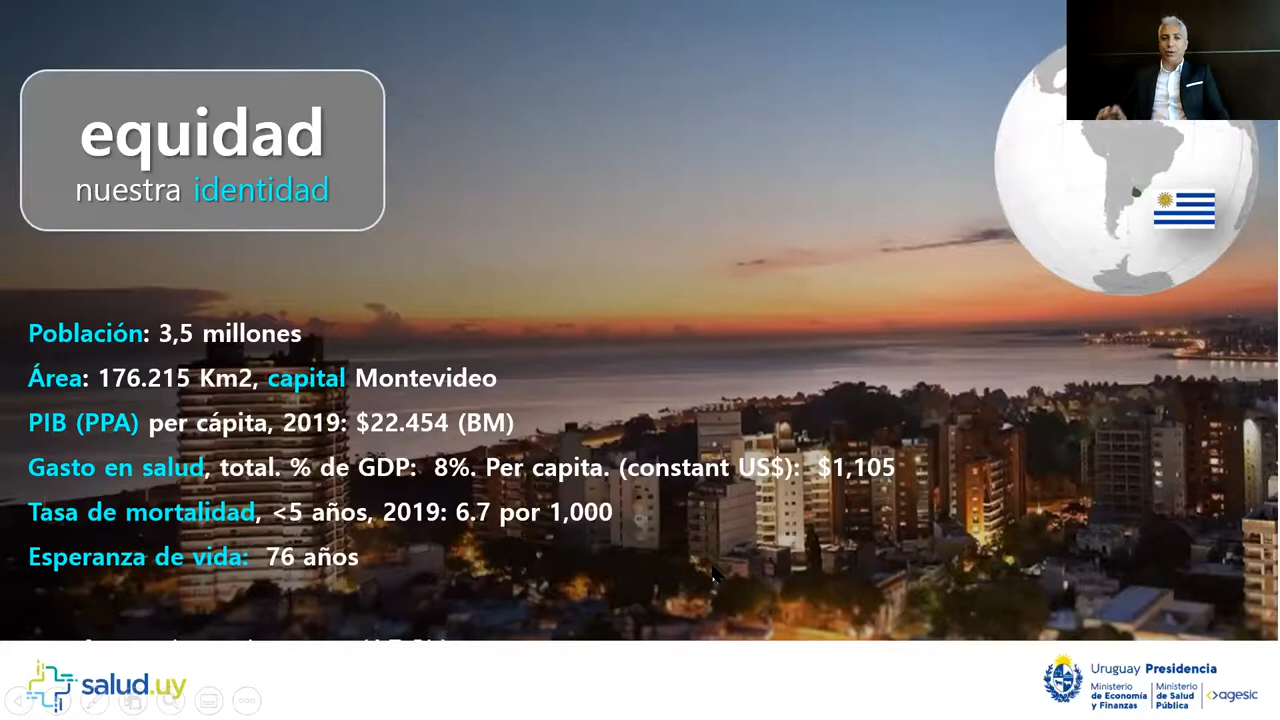 equidad
nuestra identidad
Población: 3,5 millones
Área: 176.215 Km2, capital Montevideo
PIB (PPA) per cápita, 2019: $22.454 (BM)
Gasto en salud, total. % de GDP: 8%. Per capita. (constant US$): $1,105
Tasa de mortalidad, <5 años, 2019: 6.7 por 1,000
Esperanza de vida: 76 años
salud.uy
Uruguay Presidencia
Ministerio de Economía y Finanzas
Ministerio de Salud Pública
agesic